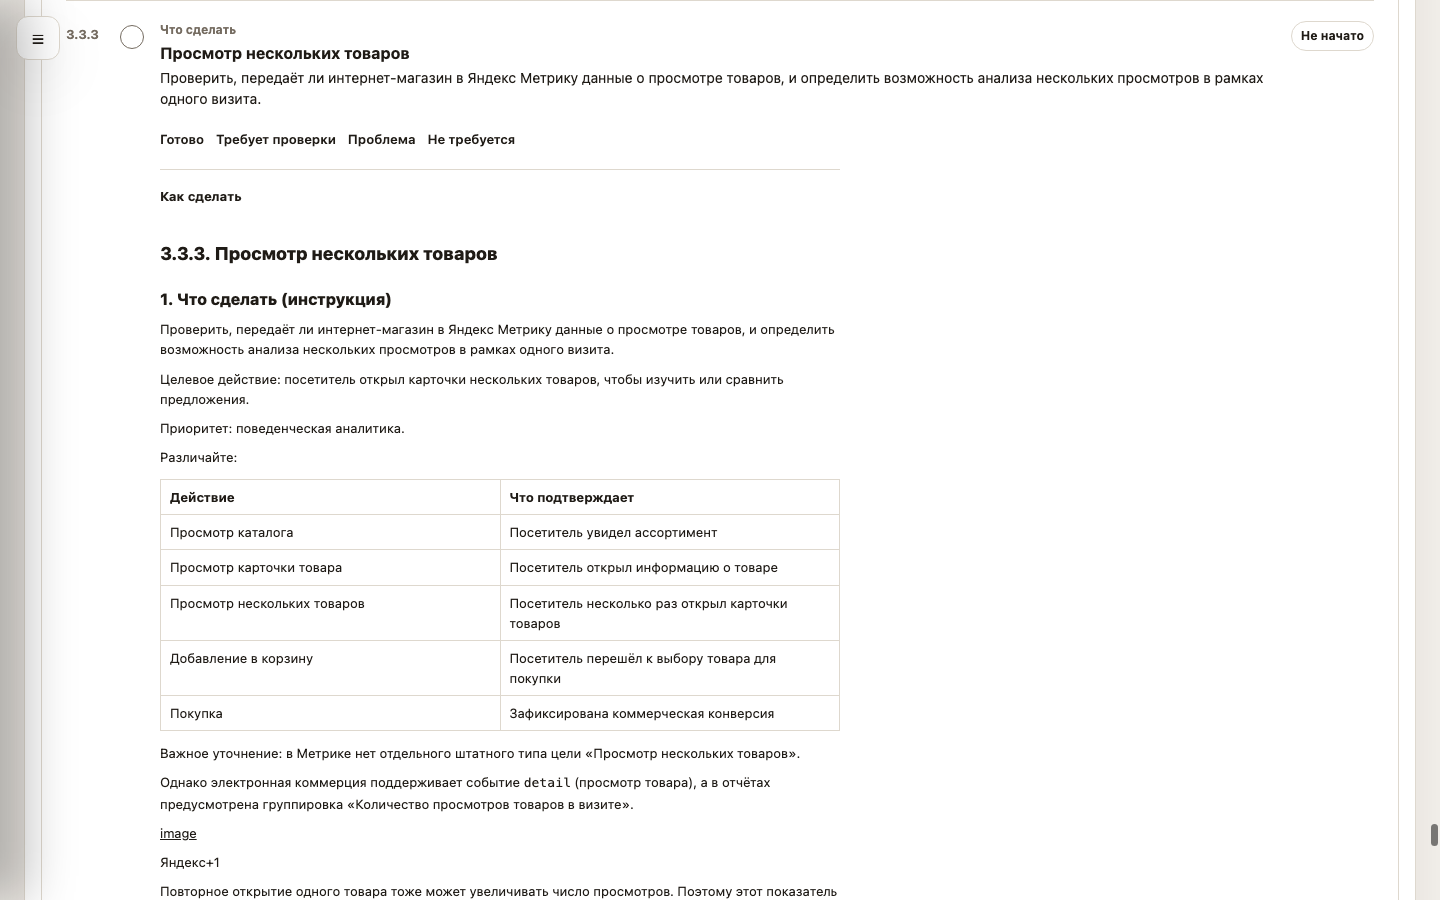 3.3.3
Что сделать
Не начато
Просмотр нескольких товаров
Проверить, передаёт ли интернет-магазин в Яндекс Метрику данные о просмотре товаров, и определить возможность анализа нескольких просмотров в рамках
одного визита.
Готово Требует проверки Проблема Не требуется
Как сделать
3.3.3. Просмотр нескольких товаров
1. Что сделать (инструкция)
Проверить, передаёт ли интернет-магазин в Яндекс Метрику данные о просмотре товаров, и определить
возможность анализа нескольких просмотров в рамках одного визита.
Целевое действие: посетитель открыл карточки нескольких товаров, чтобы изучить или сравнить
предложения.
Приоритет: поведенческая аналитика.
Различайте:
Действие Что подтверждает
Просмотр каталога Посетитель увидел ассортимент
Просмотр карточки товара Посетитель открыл информацию о товаре
Просмотр нескольких товаров Посетитель несколько раз открыл карточки
товаров
Добавление в корзину Посетитель перешёл к выбору товара для
покупки
Покупка Зафиксирована коммерческая конверсия
Важное уточнение: в Метрике нет отдельного штатного типа цели «Просмотр нескольких товаров».
Однако электронная коммерция поддерживает событие detail (просмотр товара), а в отчётах
предусмотрена группировка «Количество просмотров товаров в визите».
image
Яндекс+1
Повторное открытие одного товара тоже может увеличивать число просмотров. Поэтому этот показатель